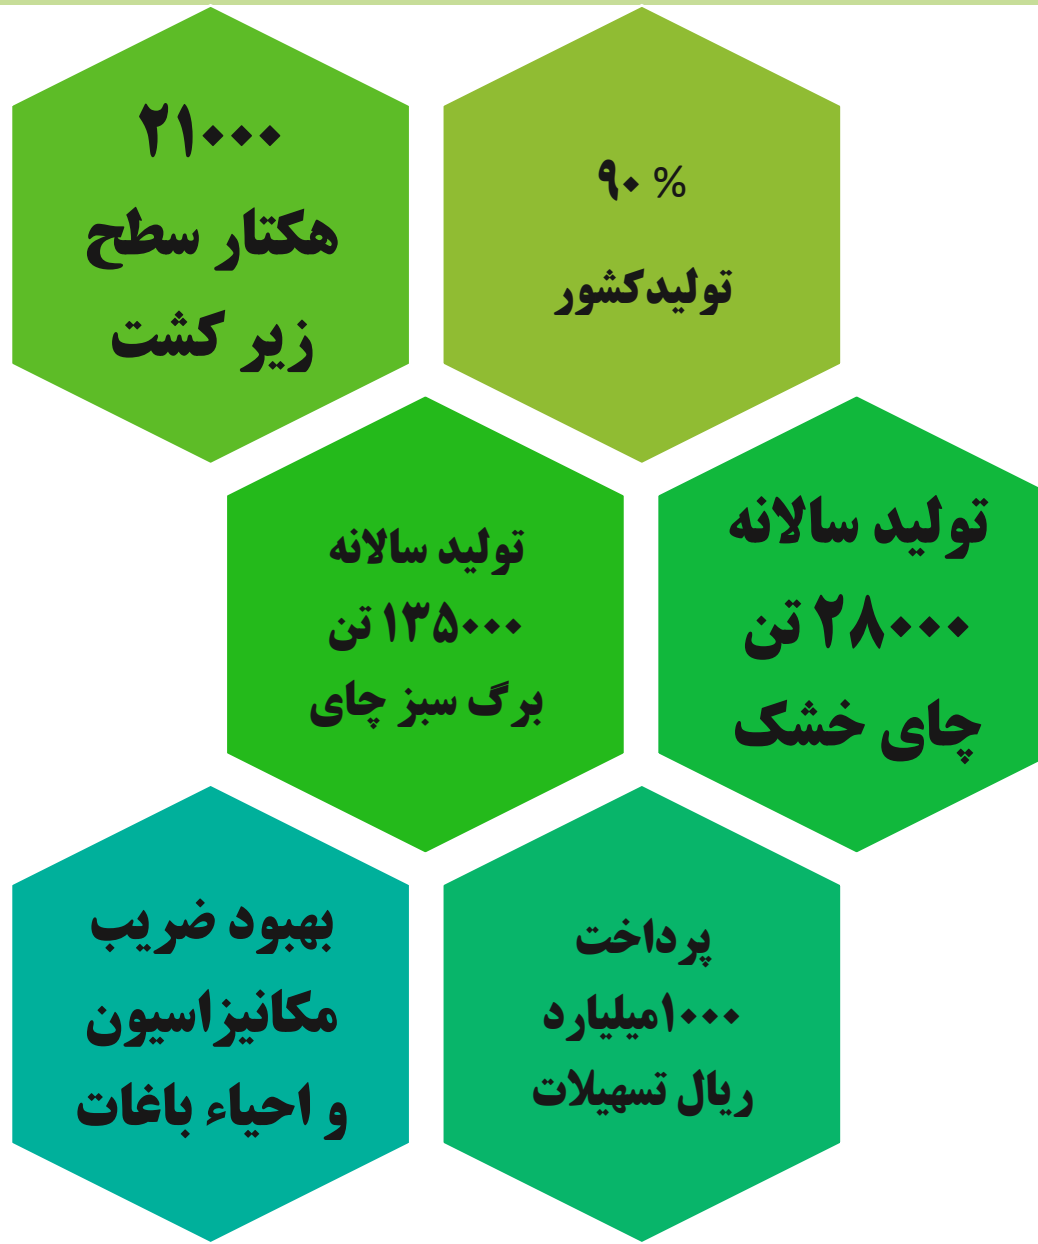 ۹۰ %
تولیدکشور
۲۱۰۰۰
هکتار سطح
زیر کشت
تولید سالانه
۲۸۰۰۰ تن
چای خشک
تولید سالانه
۱۳۵۰۰۰ تن
برگ سبز چای
پرداخت
۱۰۰۰میلیارد
ریال تسهیلات
بهبود ضریب
مکانیزاسیون
و احیاء باغات